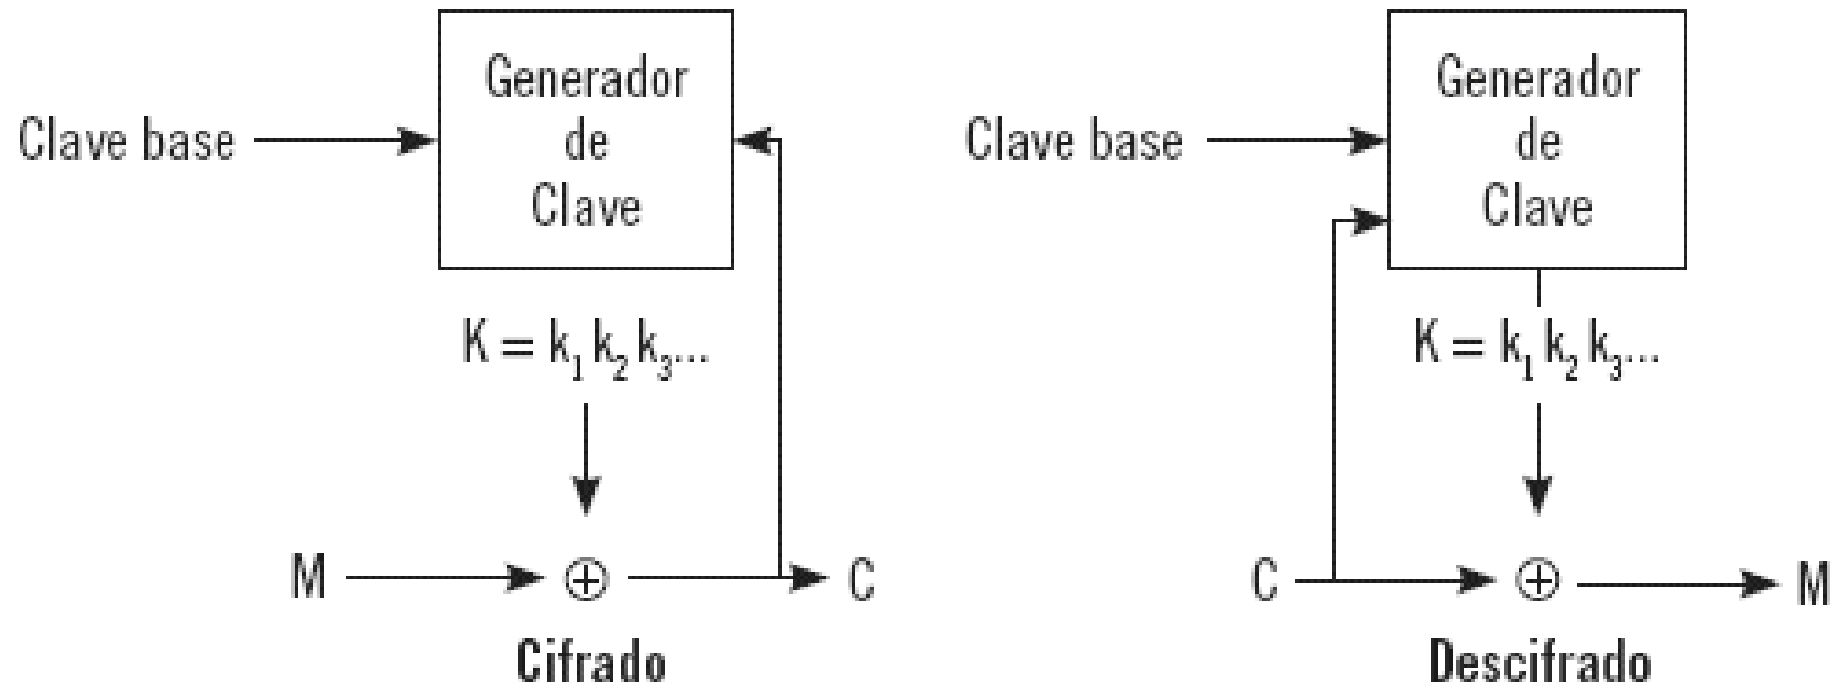 Generador
de
Clave
Clave base
K = k₁ k₂ k₃...
M
C
Cifrado
Generador
de
Clave
Clave base
K = k₁ k₂ k₃...
C
M
Descifrado